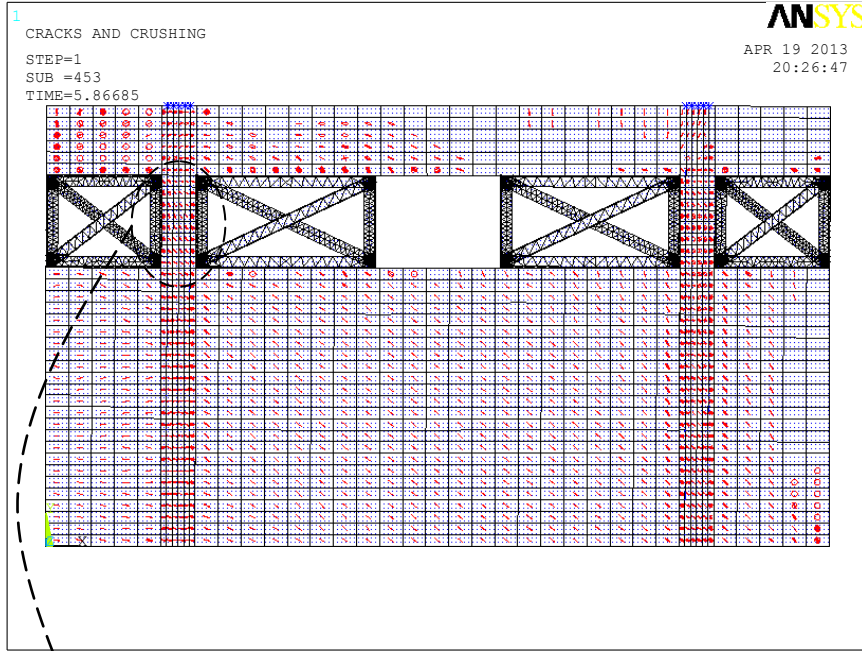 1
ANSYS
CRACKS AND CRUSHING
STEP=1
SUB =453
TIME=5.86685
APR 19 2013
20:26:47
X